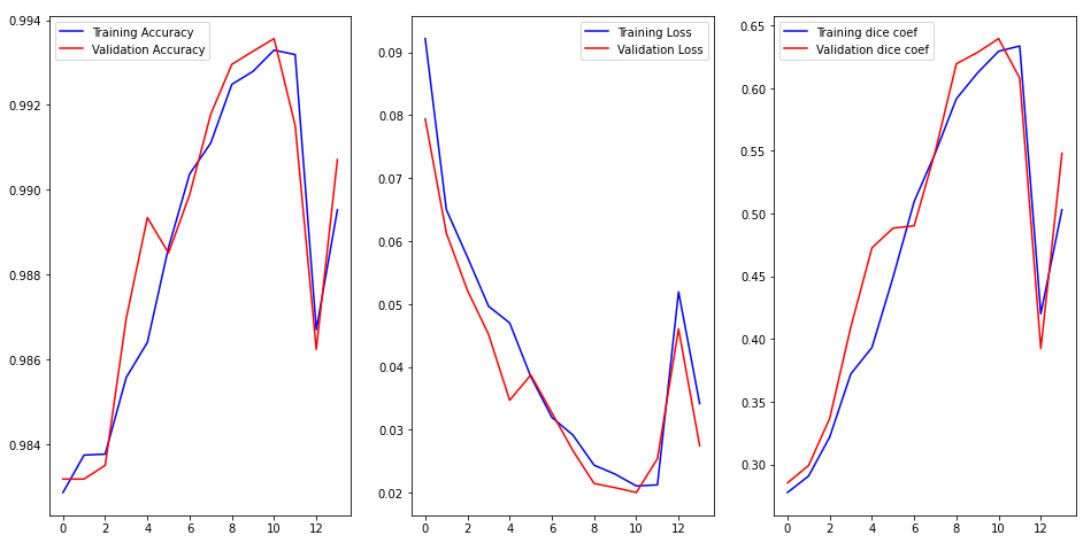 Training Accuracy
Validation Accuracy
0.994
0.992
0.990
0.988
0.986
0.984
0 2 4 6 8 10 12
Training Loss
Validation Loss
0.09
0.08
0.07
0.06
0.05
0.04
0.03
0.02
0 2 4 6 8 10 12
Training dice coef
Validation dice coef
0.65
0.60
0.55
0.50
0.45
0.40
0.35
0.30
0 2 4 6 8 10 12